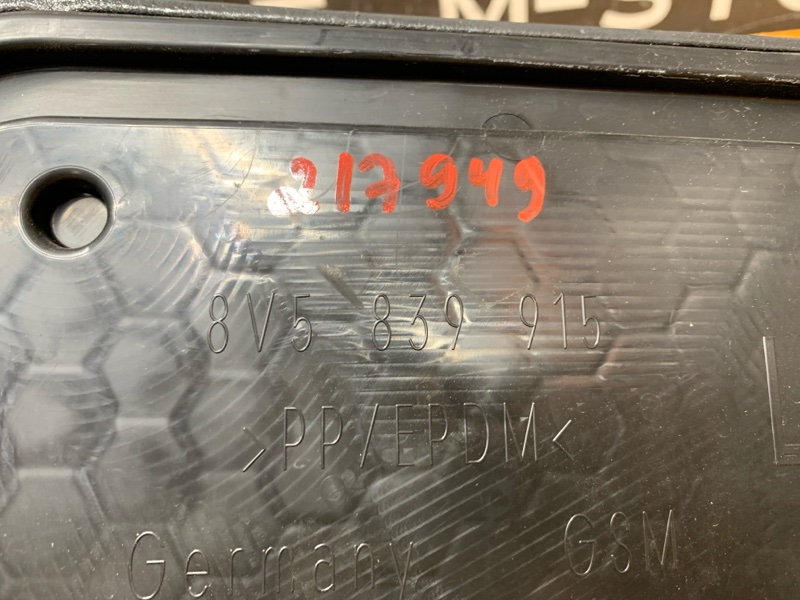 217949
8V5 839 915
>PP/EPDM<
Germany GSM